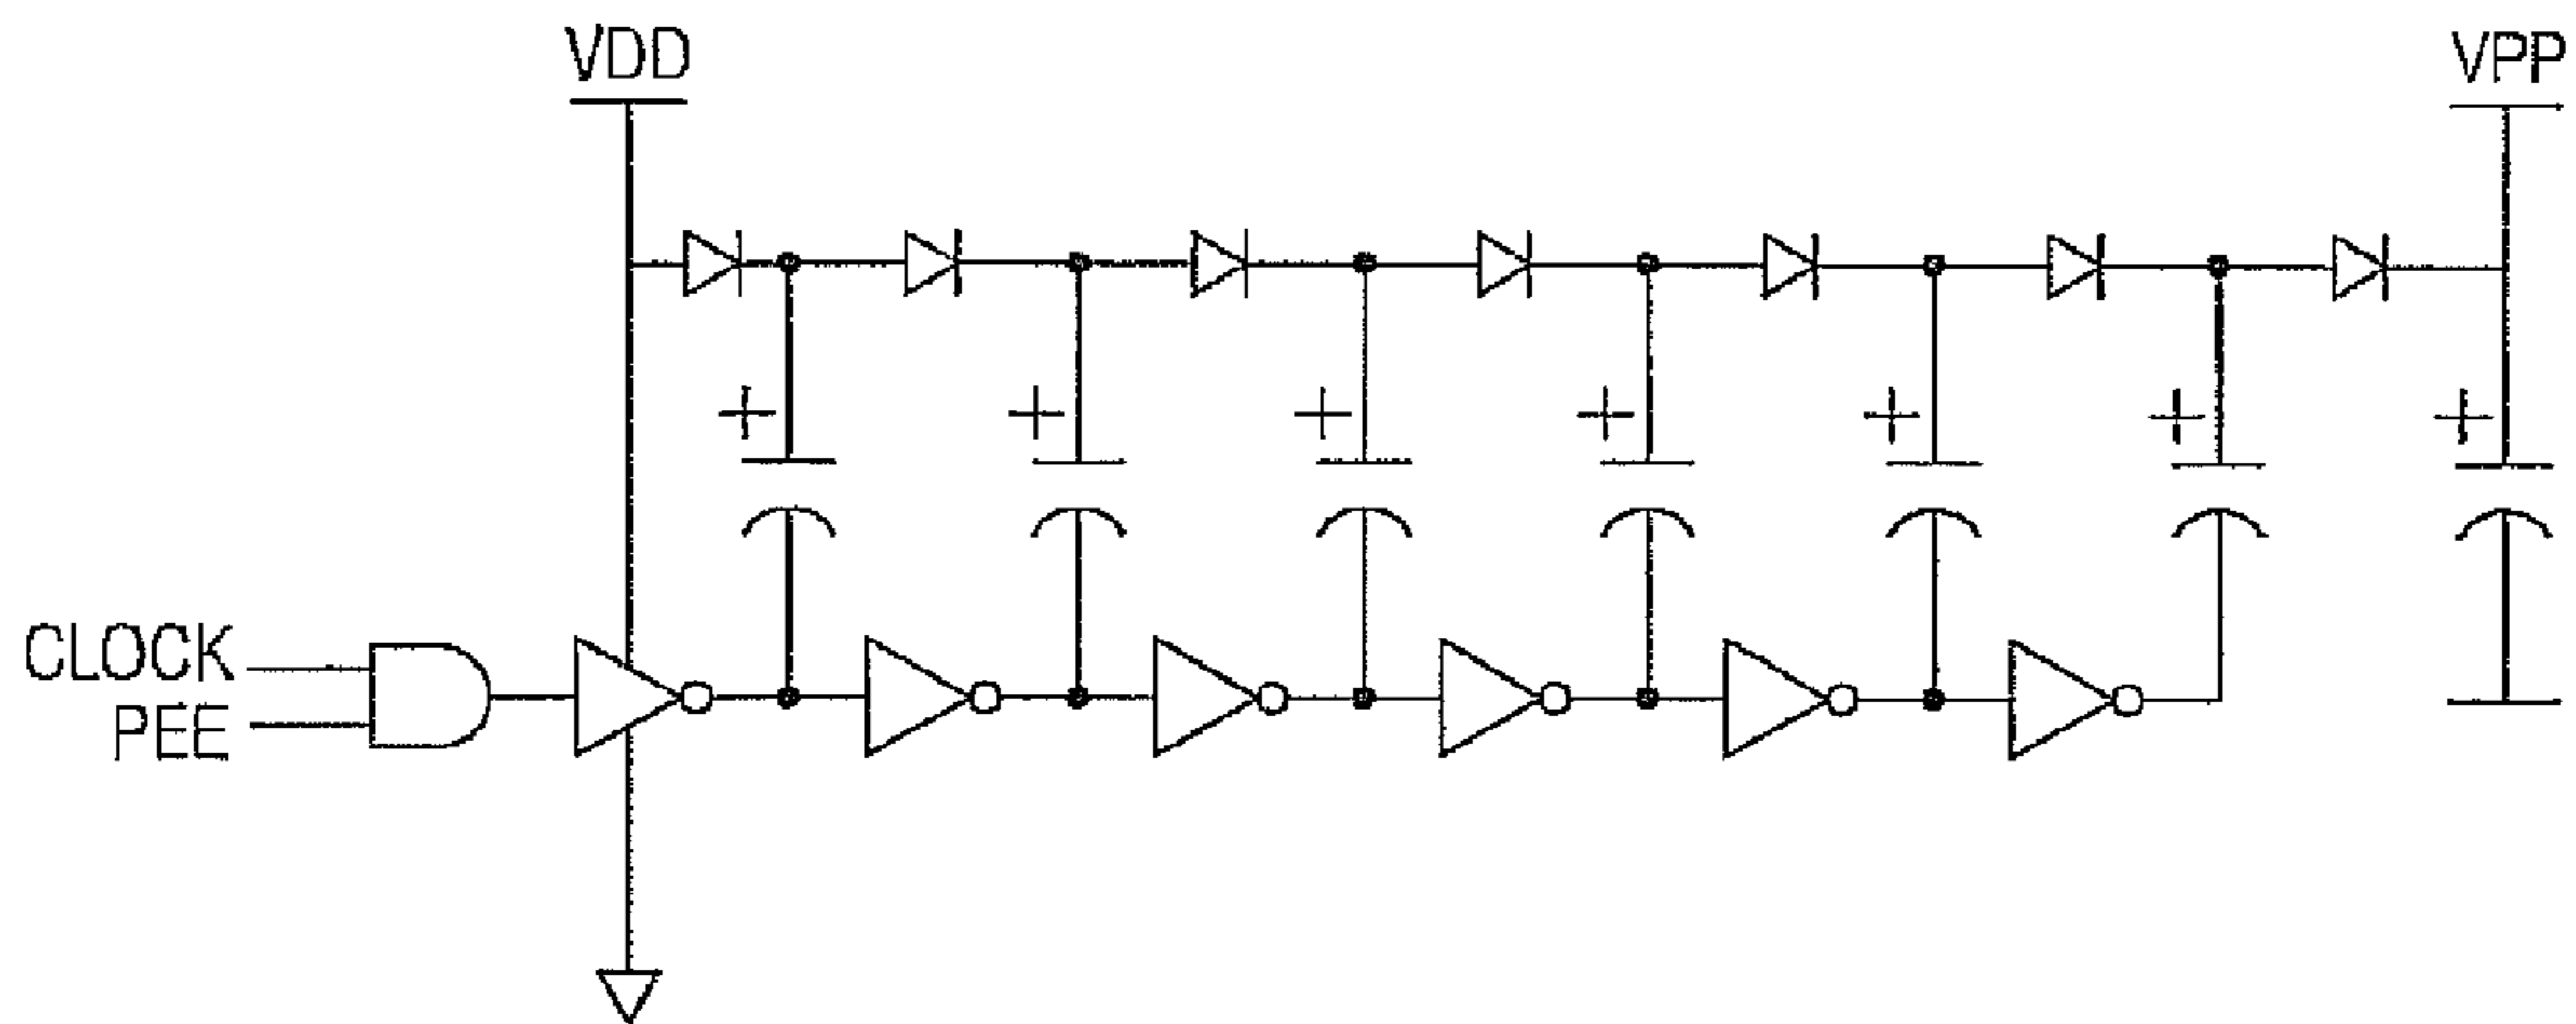 VDD
VPP
+ + + + + + +
CLOCK
PEE